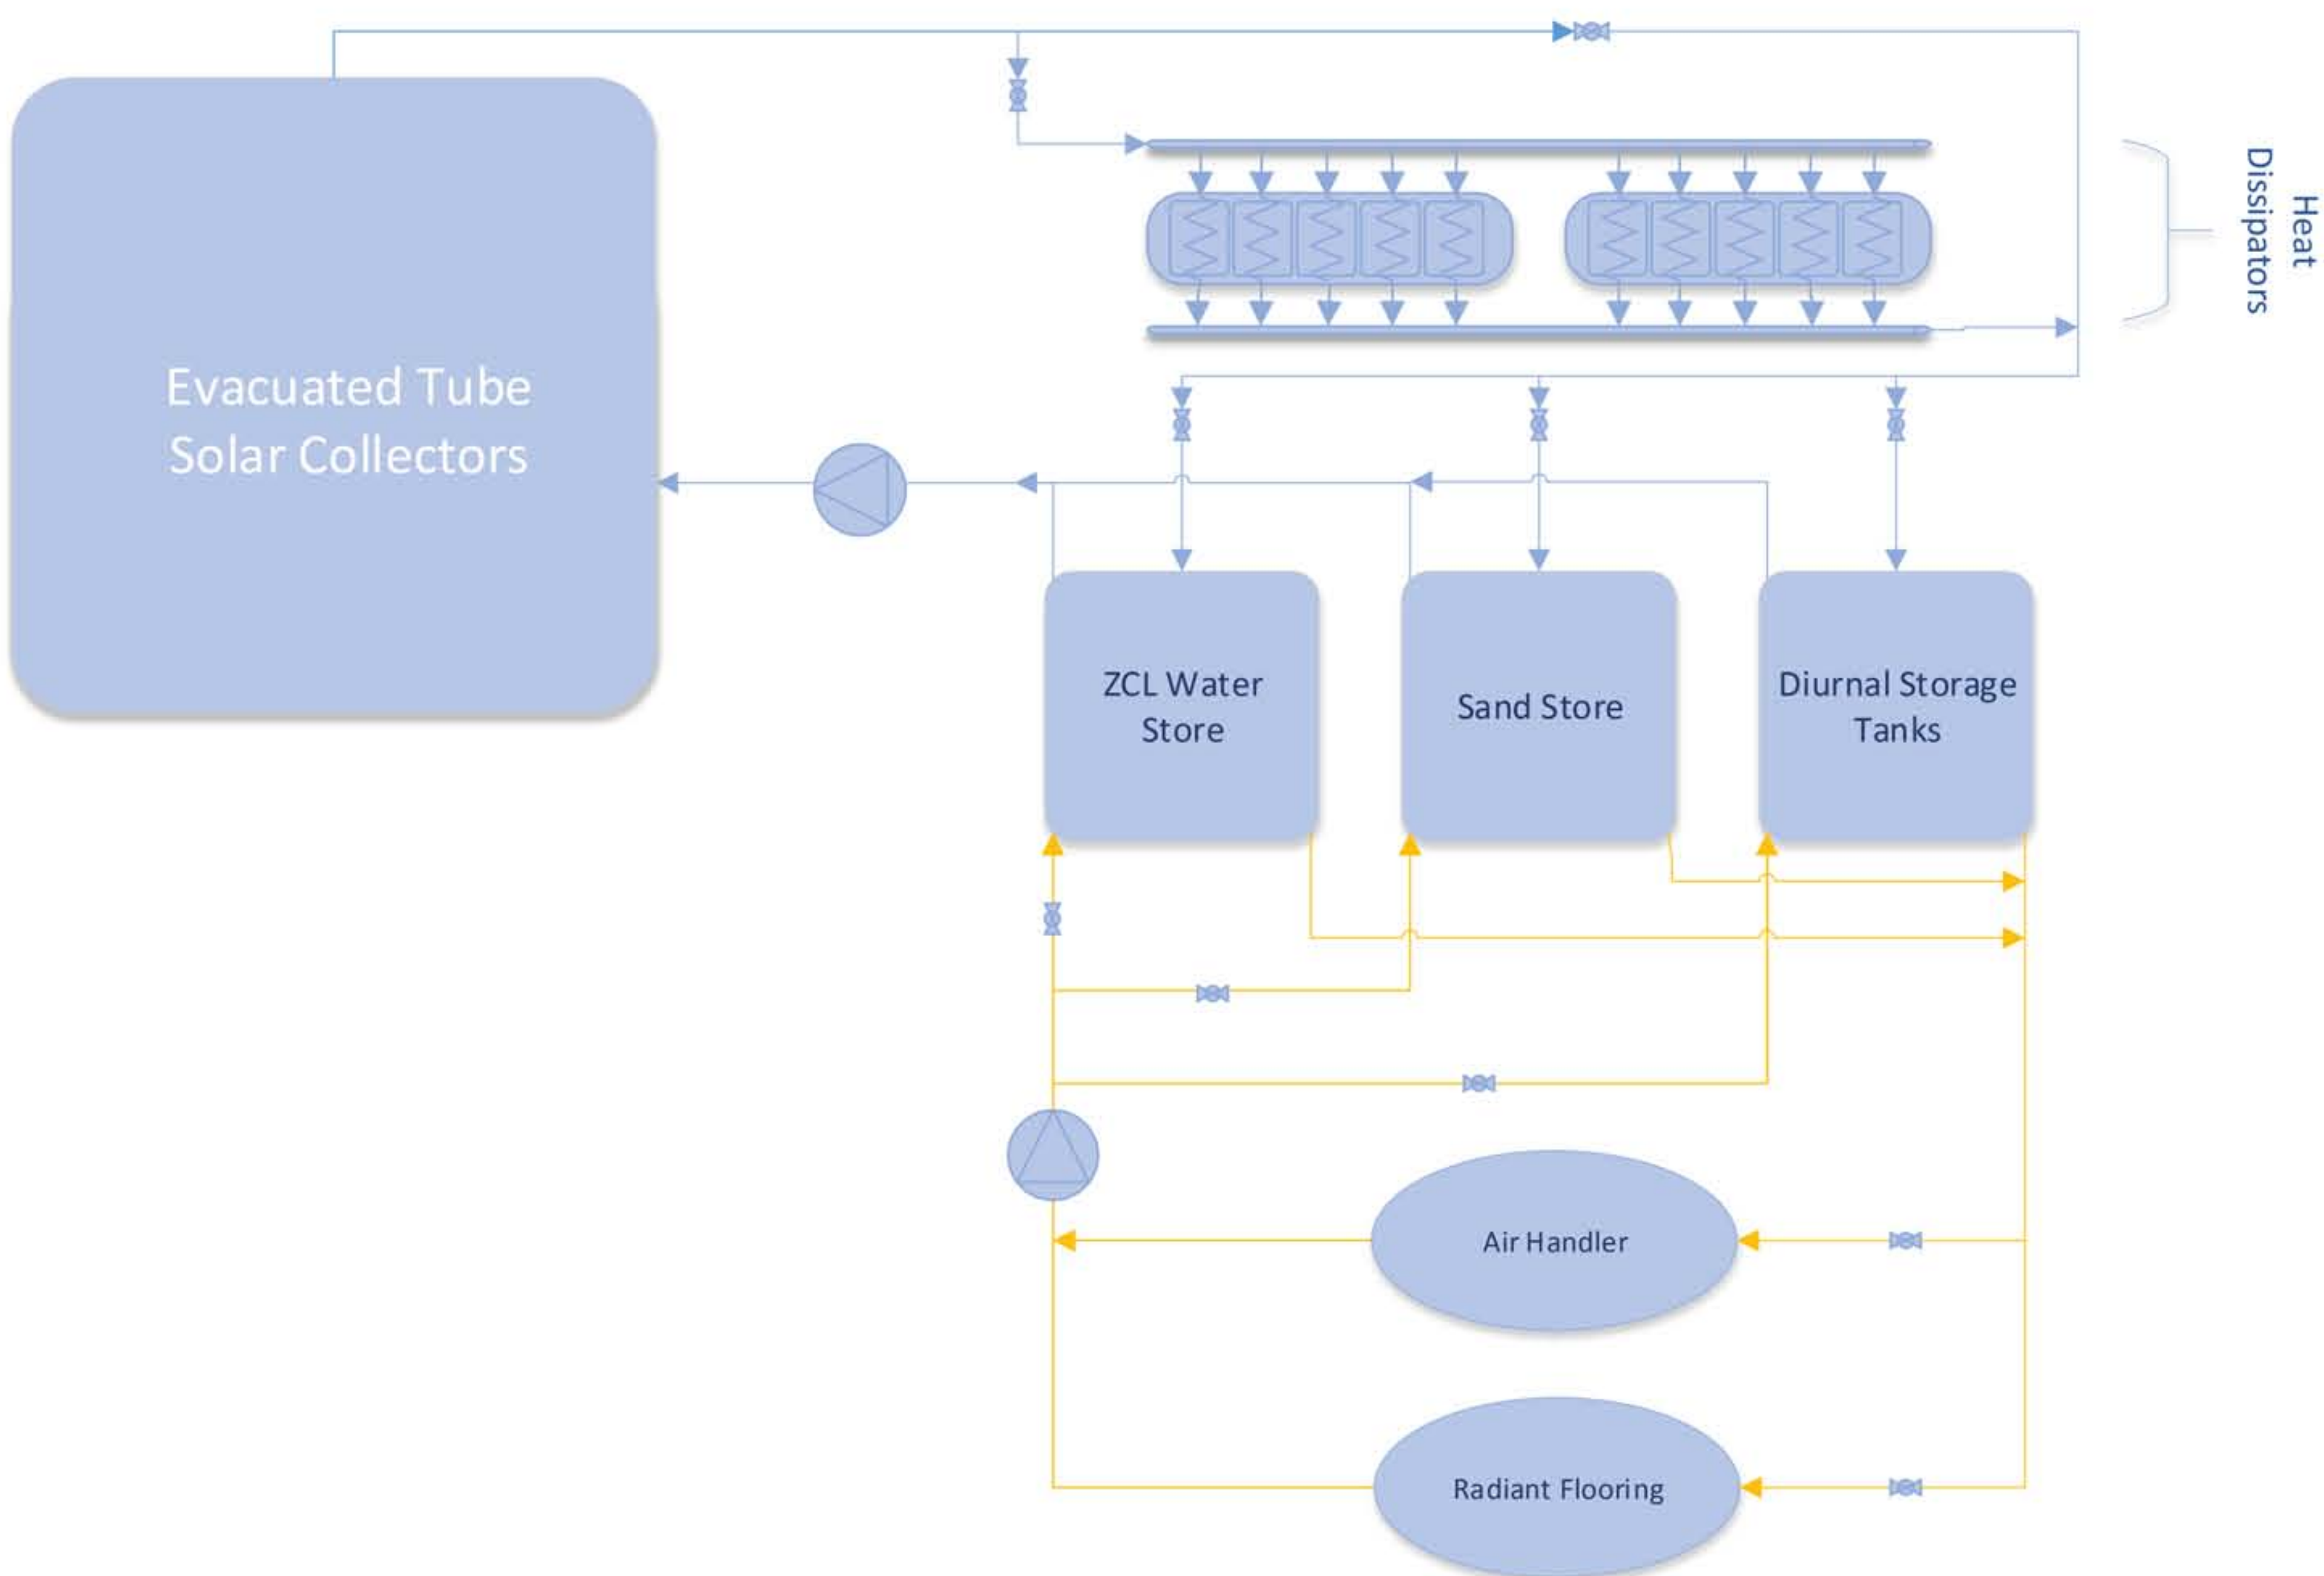 Heat
Dissipators
Evacuated Tube
Solar Collectors
ZCL Water
Store
Sand Store
Diurnal Storage
Tanks
Air Handler
Radiant Flooring